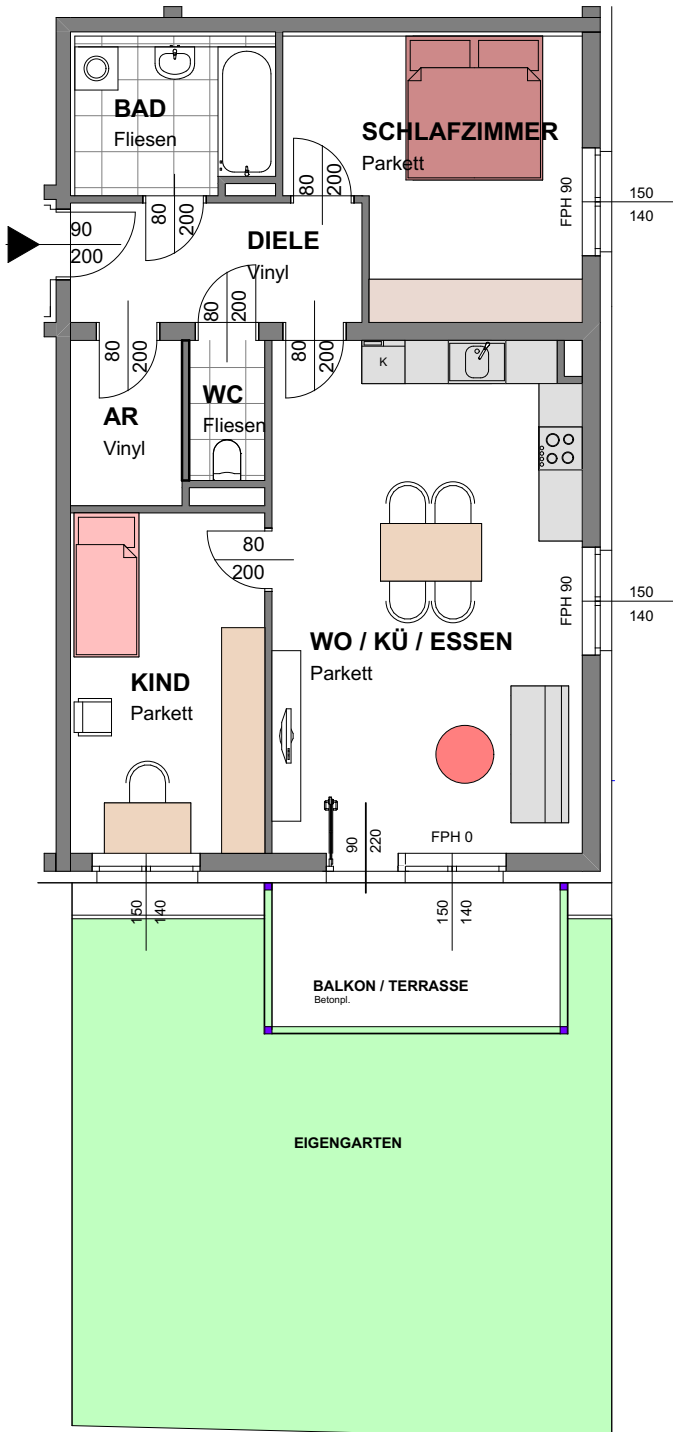 BAD
Fliesen
SCHLAFZIMMER
Parkett
80
200
80
200
FPH 90
150
140
90
200
DIELE
Vinyl
80
200
80
200
80
200
K
AR
Vinyl
WC
Fliesen
80
200
FPH 90
150
140
WO / KÜ / ESSEN
Parkett
KIND
Parkett
90
220
FPH 0
150
140
150
140
BALKON / TERRASSE
Betonpl.
EIGENGARTEN